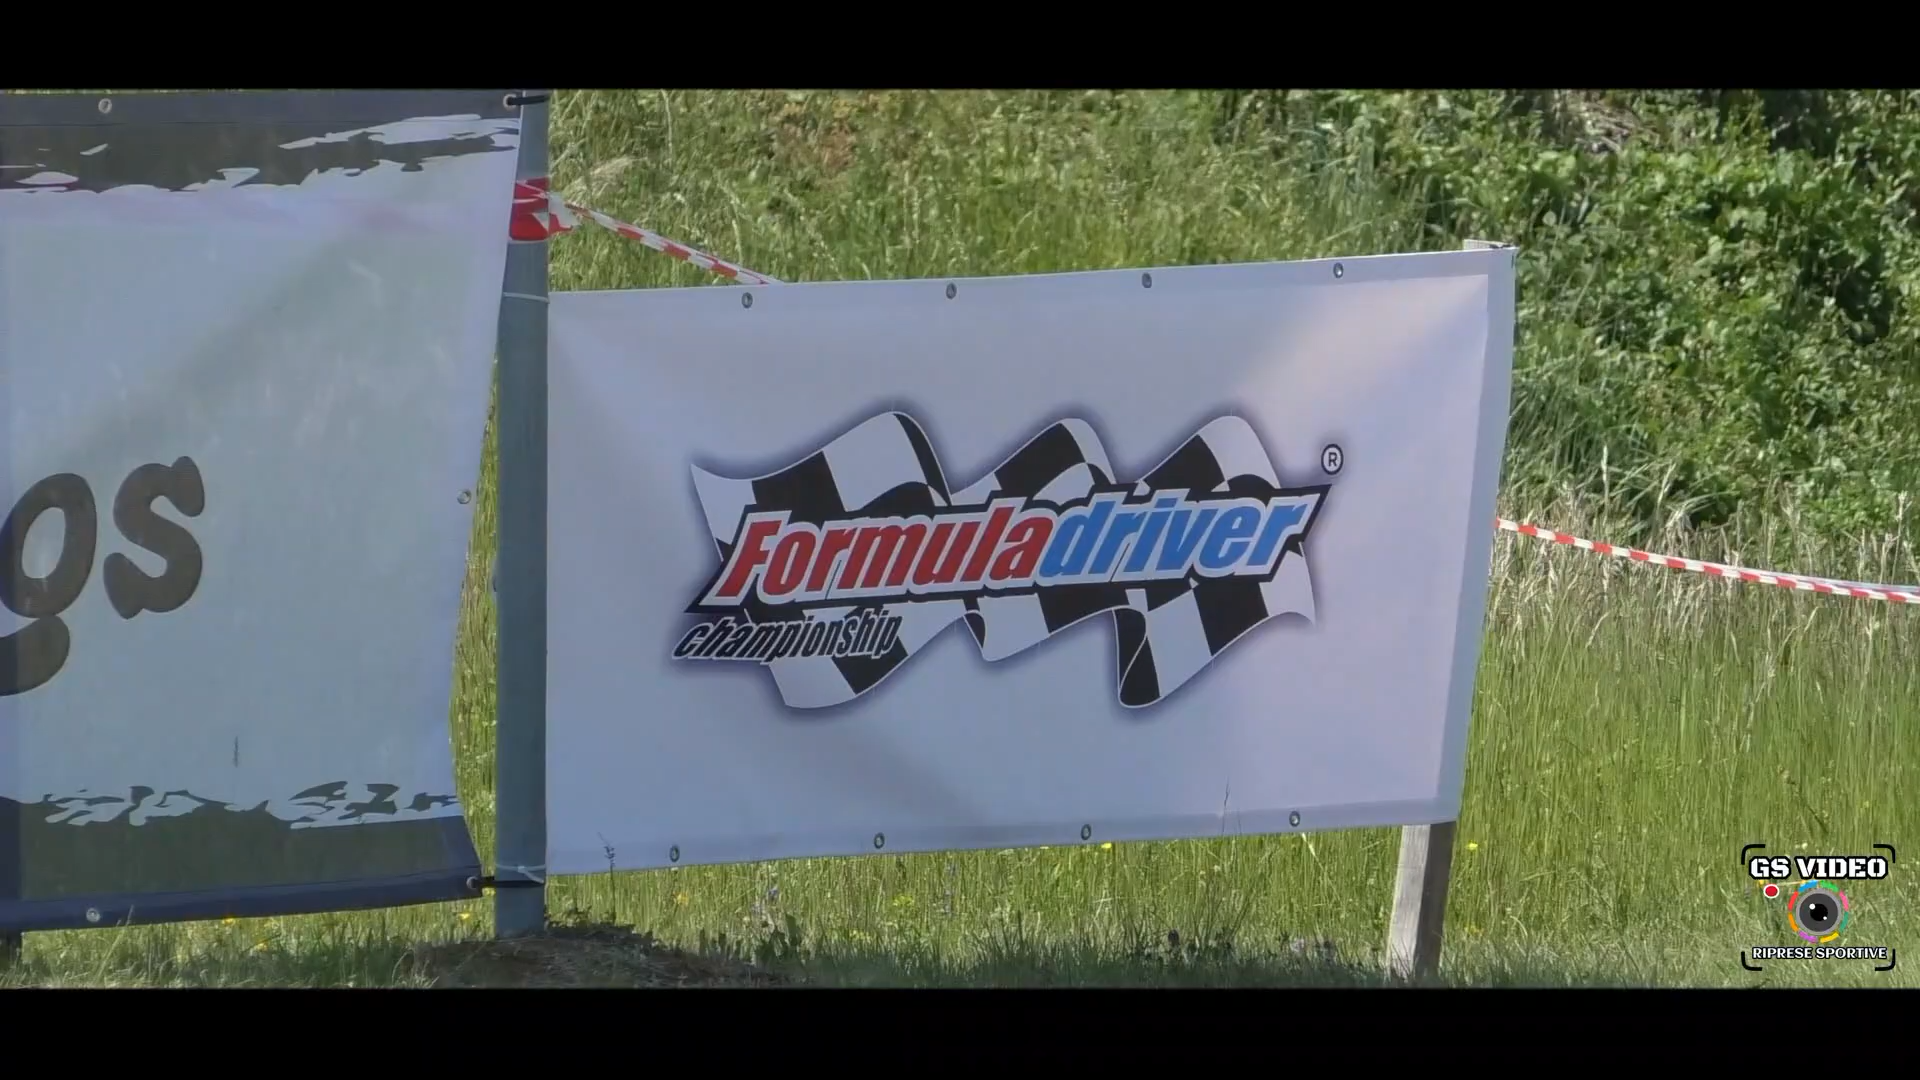 gs
Formuladriver ®
championship
GS VIDEO
RIPRESE SPORTIVE